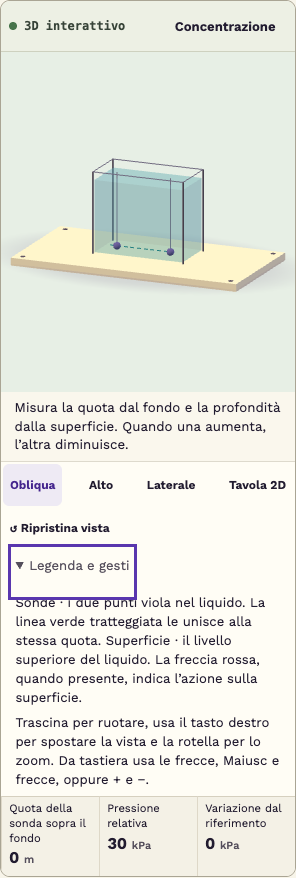 3D interattivo
Concentrazione
Misura la quota dal fondo e la profondità
dalla superficie. Quando una aumenta,
l’altra diminuisce.
Obliqua
Alto
Laterale
Tavola 2D
↺ Ripristina vista
▼ Legenda e gesti
Sonde · I due punti viola nel liquido. La
linea verde tratteggiata le unisce alla
stessa quota. Superficie · il livello
superiore del liquido. La freccia rossa,
quando presente, indica l’azione sulla
superficie.
Trascina per ruotare, usa il tasto destro
per spostare la vista e la rotella per lo
zoom. Da tastiera usa le frecce, Maiusc e
frecce, oppure + e −.
Quota della
sonda sopra il
fondo
0 m
Pressione
relativa
30 kPa
Variazione dal
riferimento
0 kPa